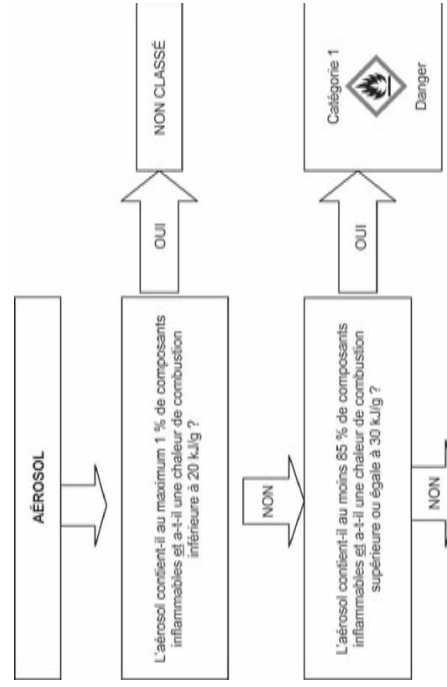 AÉROSOL
L'aérosol contient-il au maximum 1 % de composants
inflammables et a-t-il une chaleur de combustion
inférieure à 20 kJ/g ?
OUI
NON CLASSÉ
NON
L'aérosol contient-il au moins 85 % de composants
inflammables et a-t-il une chaleur de combustion
supérieure ou égale à 30 kJ/g ?
OUI
Catégorie 1
Danger
NON